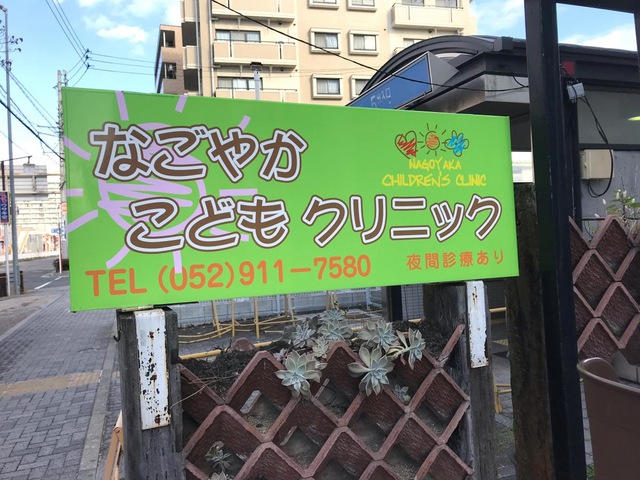 なごやか
こども クリニック
NAGOYAKA
CHILDREN'S CLINIC
TEL (052)911-7580
夜間診療あり